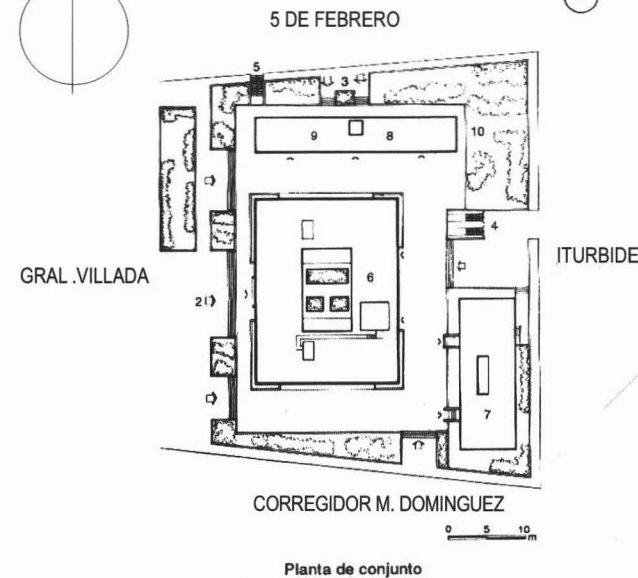 5 DE FEBRERO
5
3
9
8
10
4
GRAL .VILLADA
6
ITURBIDE
2
7
CORREGIDOR M. DOMINGUEZ
0 5 10
m
Planta de conjunto